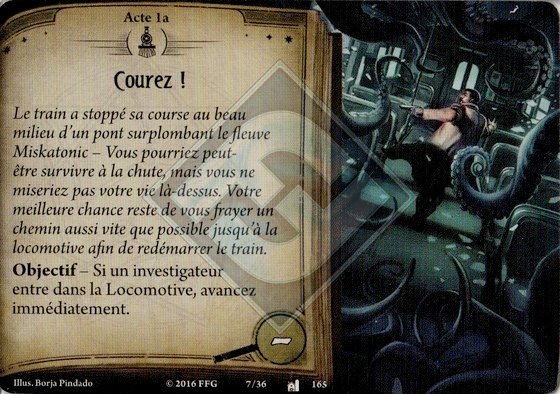 Acte 1a
Courez !
Le train a stoppé sa course au beau
milieu d'un pont surplombant le fleuve
Miskatonic – Vous pourriez peut-
être survivre à la chute, mais vous ne
miseriez pas votre vie là-dessus. Votre
meilleure chance reste de vous frayer un
chemin aussi vite que possible jusqu'à la
locomotive afin de redémarrer le train.
Objectif – Si un investigateur
entre dans la Locomotive, avancez
immédiatement.
–
Illus. Borja Pindado © 2016 FFG 7/36 165